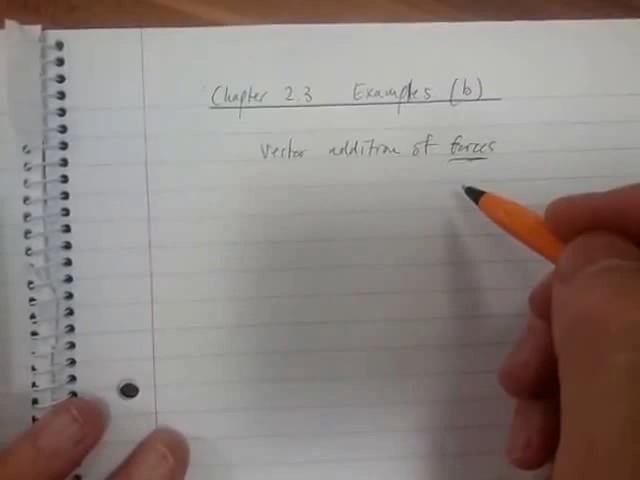 Chapter 2.3 Examples (b)
vector addition of forces